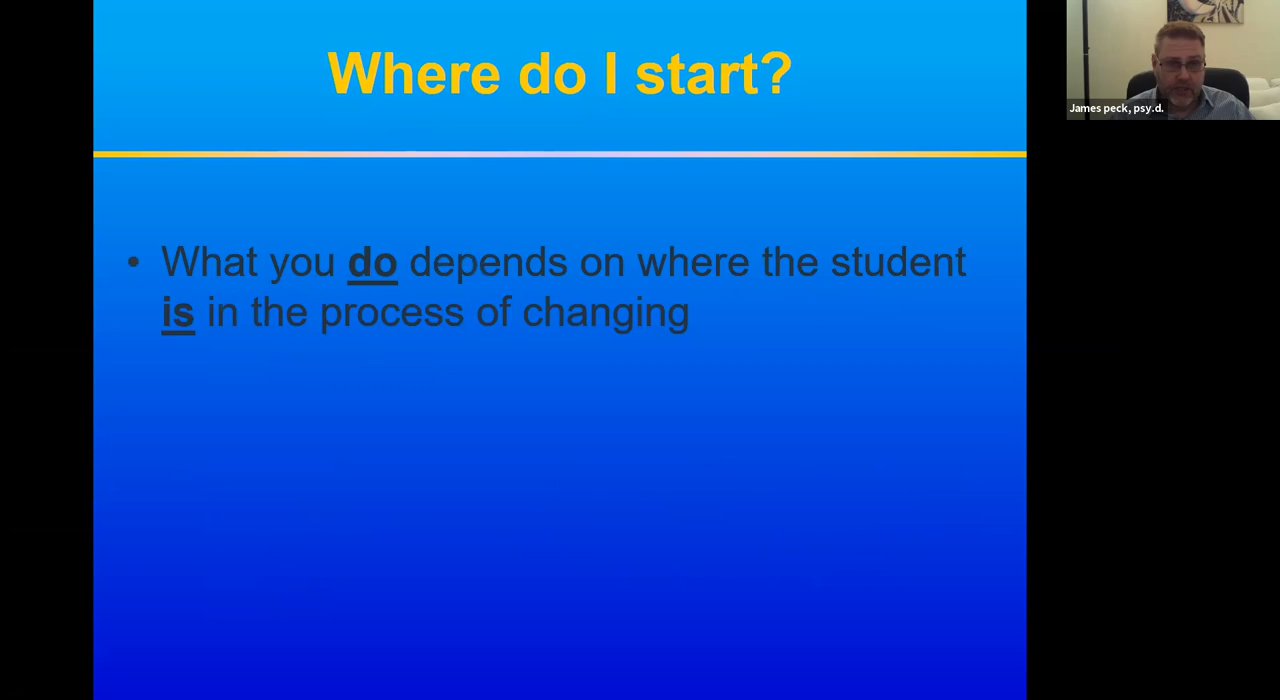 Where do I start?
James peck, psy.d.
• What you do depends on where the student
is in the process of changing